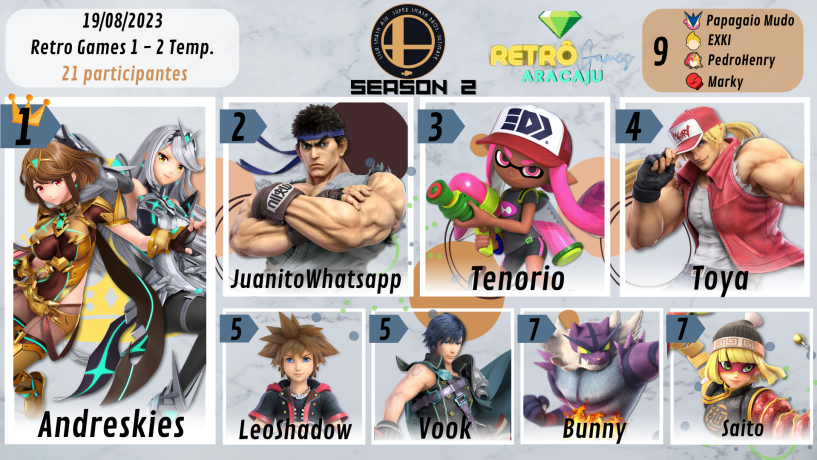 19/08/2023
Retro Games 1 - 2 Temp.
21 participantes
SEASON 2
RETRÔ
Games
ARACAJU
9
Papagaio Mudo
EXKI
PedroHenry
Marky
1
Andreskies
2
JuanitoWhatsapp
3
Tenorio
4
Toya
5
LeoShadow
5
Vook
7
Bunny
7
Saito